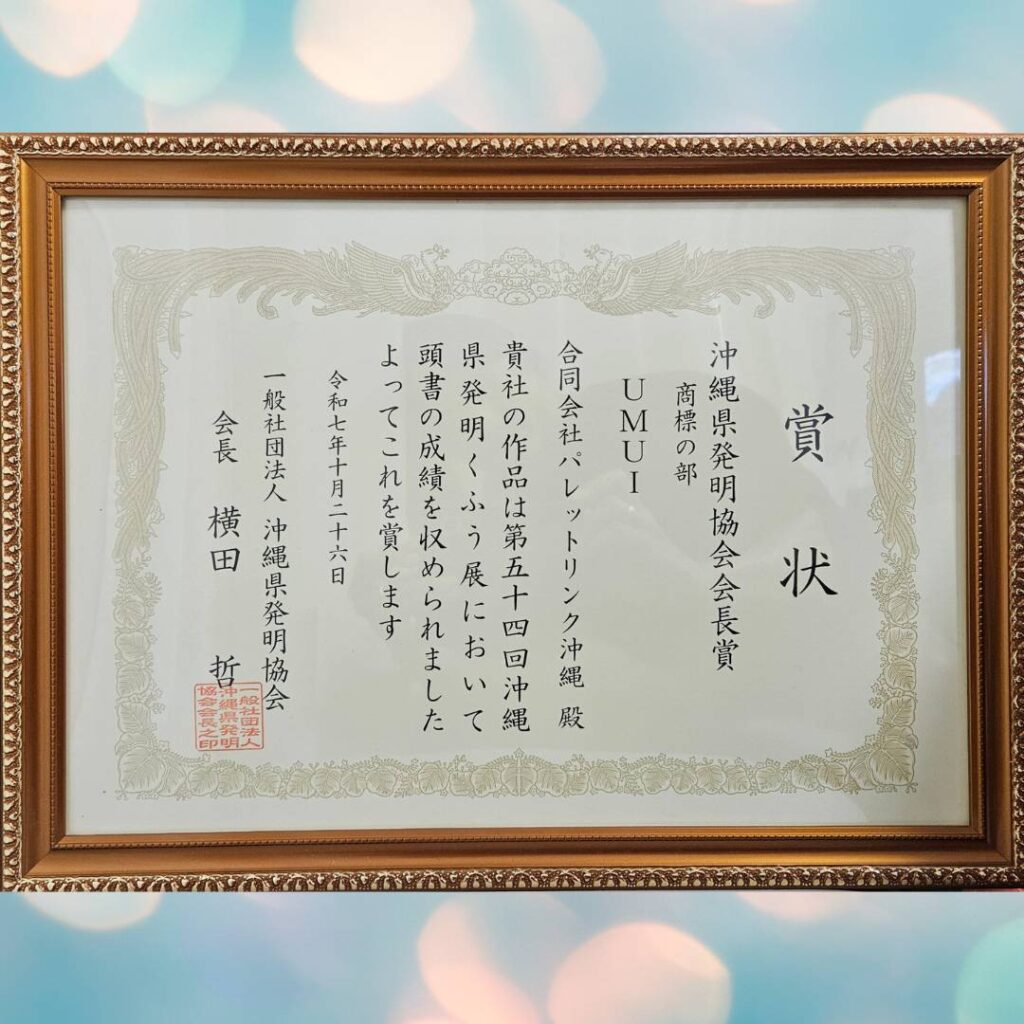 賞状
沖縄県発明協会会長賞
商標の部
UMUI
合同会社パレットリンク沖縄 殿
貴社の作品は第五十四回沖縄
県発明くふう展において
頭書の成績を収められました
よってこれを賞します
令和七年十月二十六日
一般社団法人 沖縄県発明協会
会長 横田 哲
一般社団法人
沖縄県発明
協会会長之印